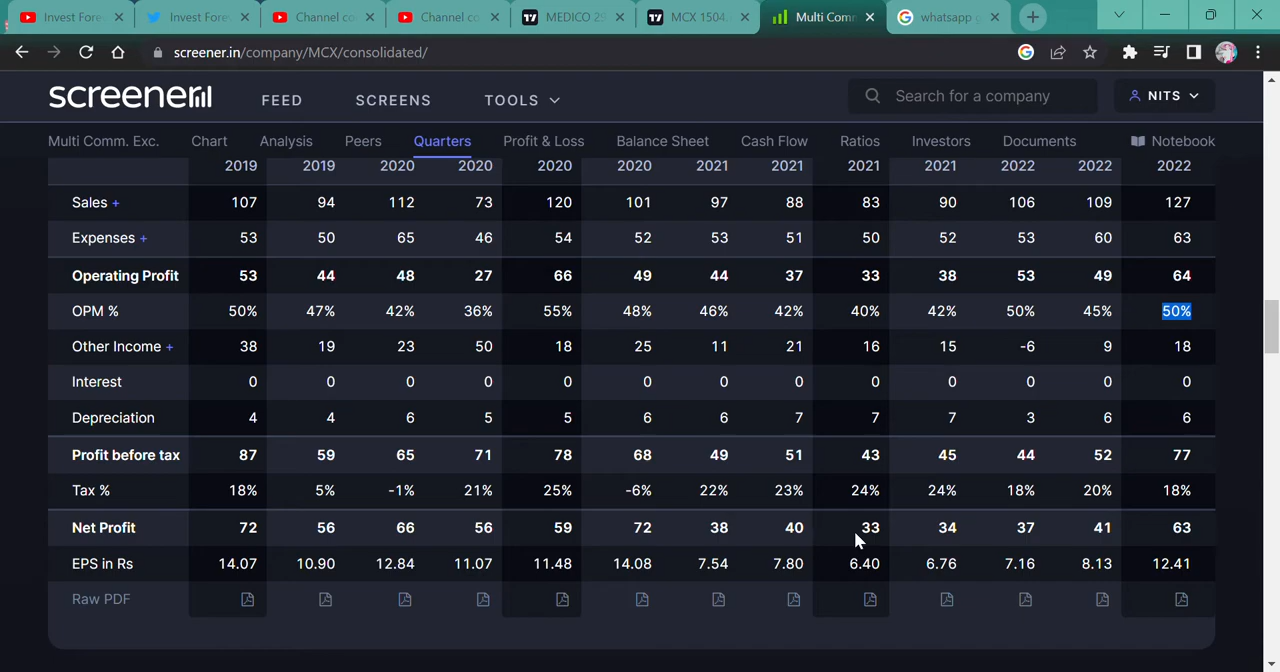 Invest Fore
Invest Fore
Channel co
Channel co
MEDICO 25
MCX 1504.
Multi Comm
whatsapp g
screener.in/company/MCX/consolidated/
screener
FEED
SCREENS
TOOLS
Search for a company
NITS
Multi Comm. Exc.
Chart
Analysis
Peers
Quarters
Profit & Loss
Balance Sheet
Cash Flow
Ratios
Investors
Documents
Notebook
2019 2019 2020 2020 2020 2020 2021 2021 2021 2021 2022 2022 2022
Sales + 107 94 112 73 120 101 97 88 83 90 106 109 127
Expenses + 53 50 65 46 54 52 53 51 50 52 53 60 63
Operating Profit 53 44 48 27 66 49 44 37 33 38 53 49 64
OPM % 50% 47% 42% 36% 55% 48% 46% 42% 40% 42% 50% 45% 50%
Other Income + 38 19 23 50 18 25 11 21 16 15 -6 9 18
Interest 0 0 0 0 0 0 0 0 0 0 0 0 0
Depreciation 4 4 6 5 5 6 6 7 7 7 3 6 6
Profit before tax 87 59 65 71 78 68 49 51 43 45 44 52 77
Tax % 18% 5% -1% 21% 25% -6% 22% 23% 24% 24% 18% 20% 18%
Net Profit 72 56 66 56 59 72 38 40 33 34 37 41 63
EPS in Rs 14.07 10.90 12.84 11.07 11.48 14.08 7.54 7.80 6.40 6.76 7.16 8.13 12.41
Raw PDF